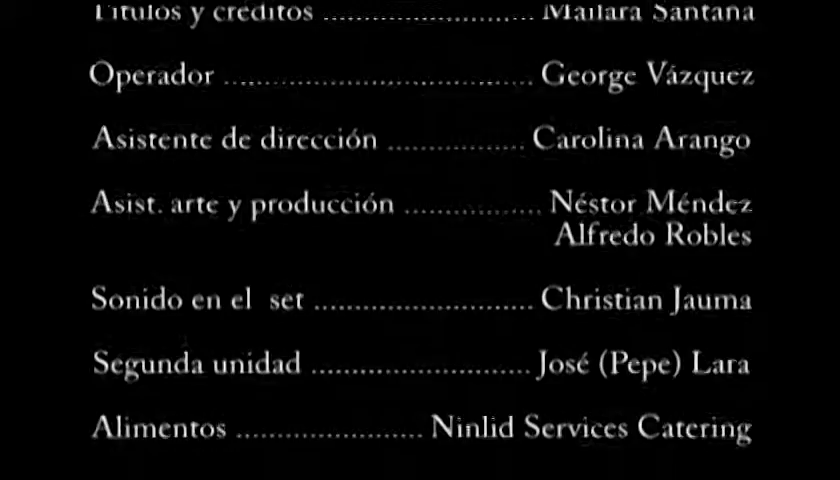 Títulos y créditos ........................ Mailara Santana
Operador ................................... George Vázquez
Asistente de dirección ............... Carolina Arango
Asist. arte y producción ............... Néstor Méndez
Alfredo Robles
Sonido en el set ......................... Christian Jauma
Segunda unidad ......................... José (Pepe) Lara
Alimentos ..................... Ninlid Services Catering